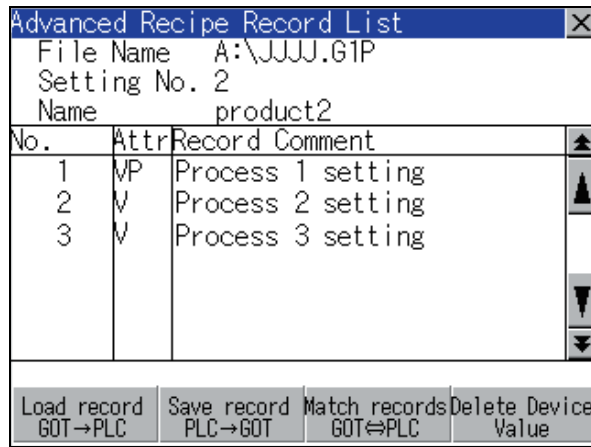 Advanced Recipe Record List
File Name A:\JJJJ.G1P
Setting No. 2
Name product2
No. Attr Record Comment
1 VP Process 1 setting
2 V Process 2 setting
3 V Process 3 setting
Load record Save record Match records Delete Device
GOT→PLC PLC→GOT GOT⇔PLC Value